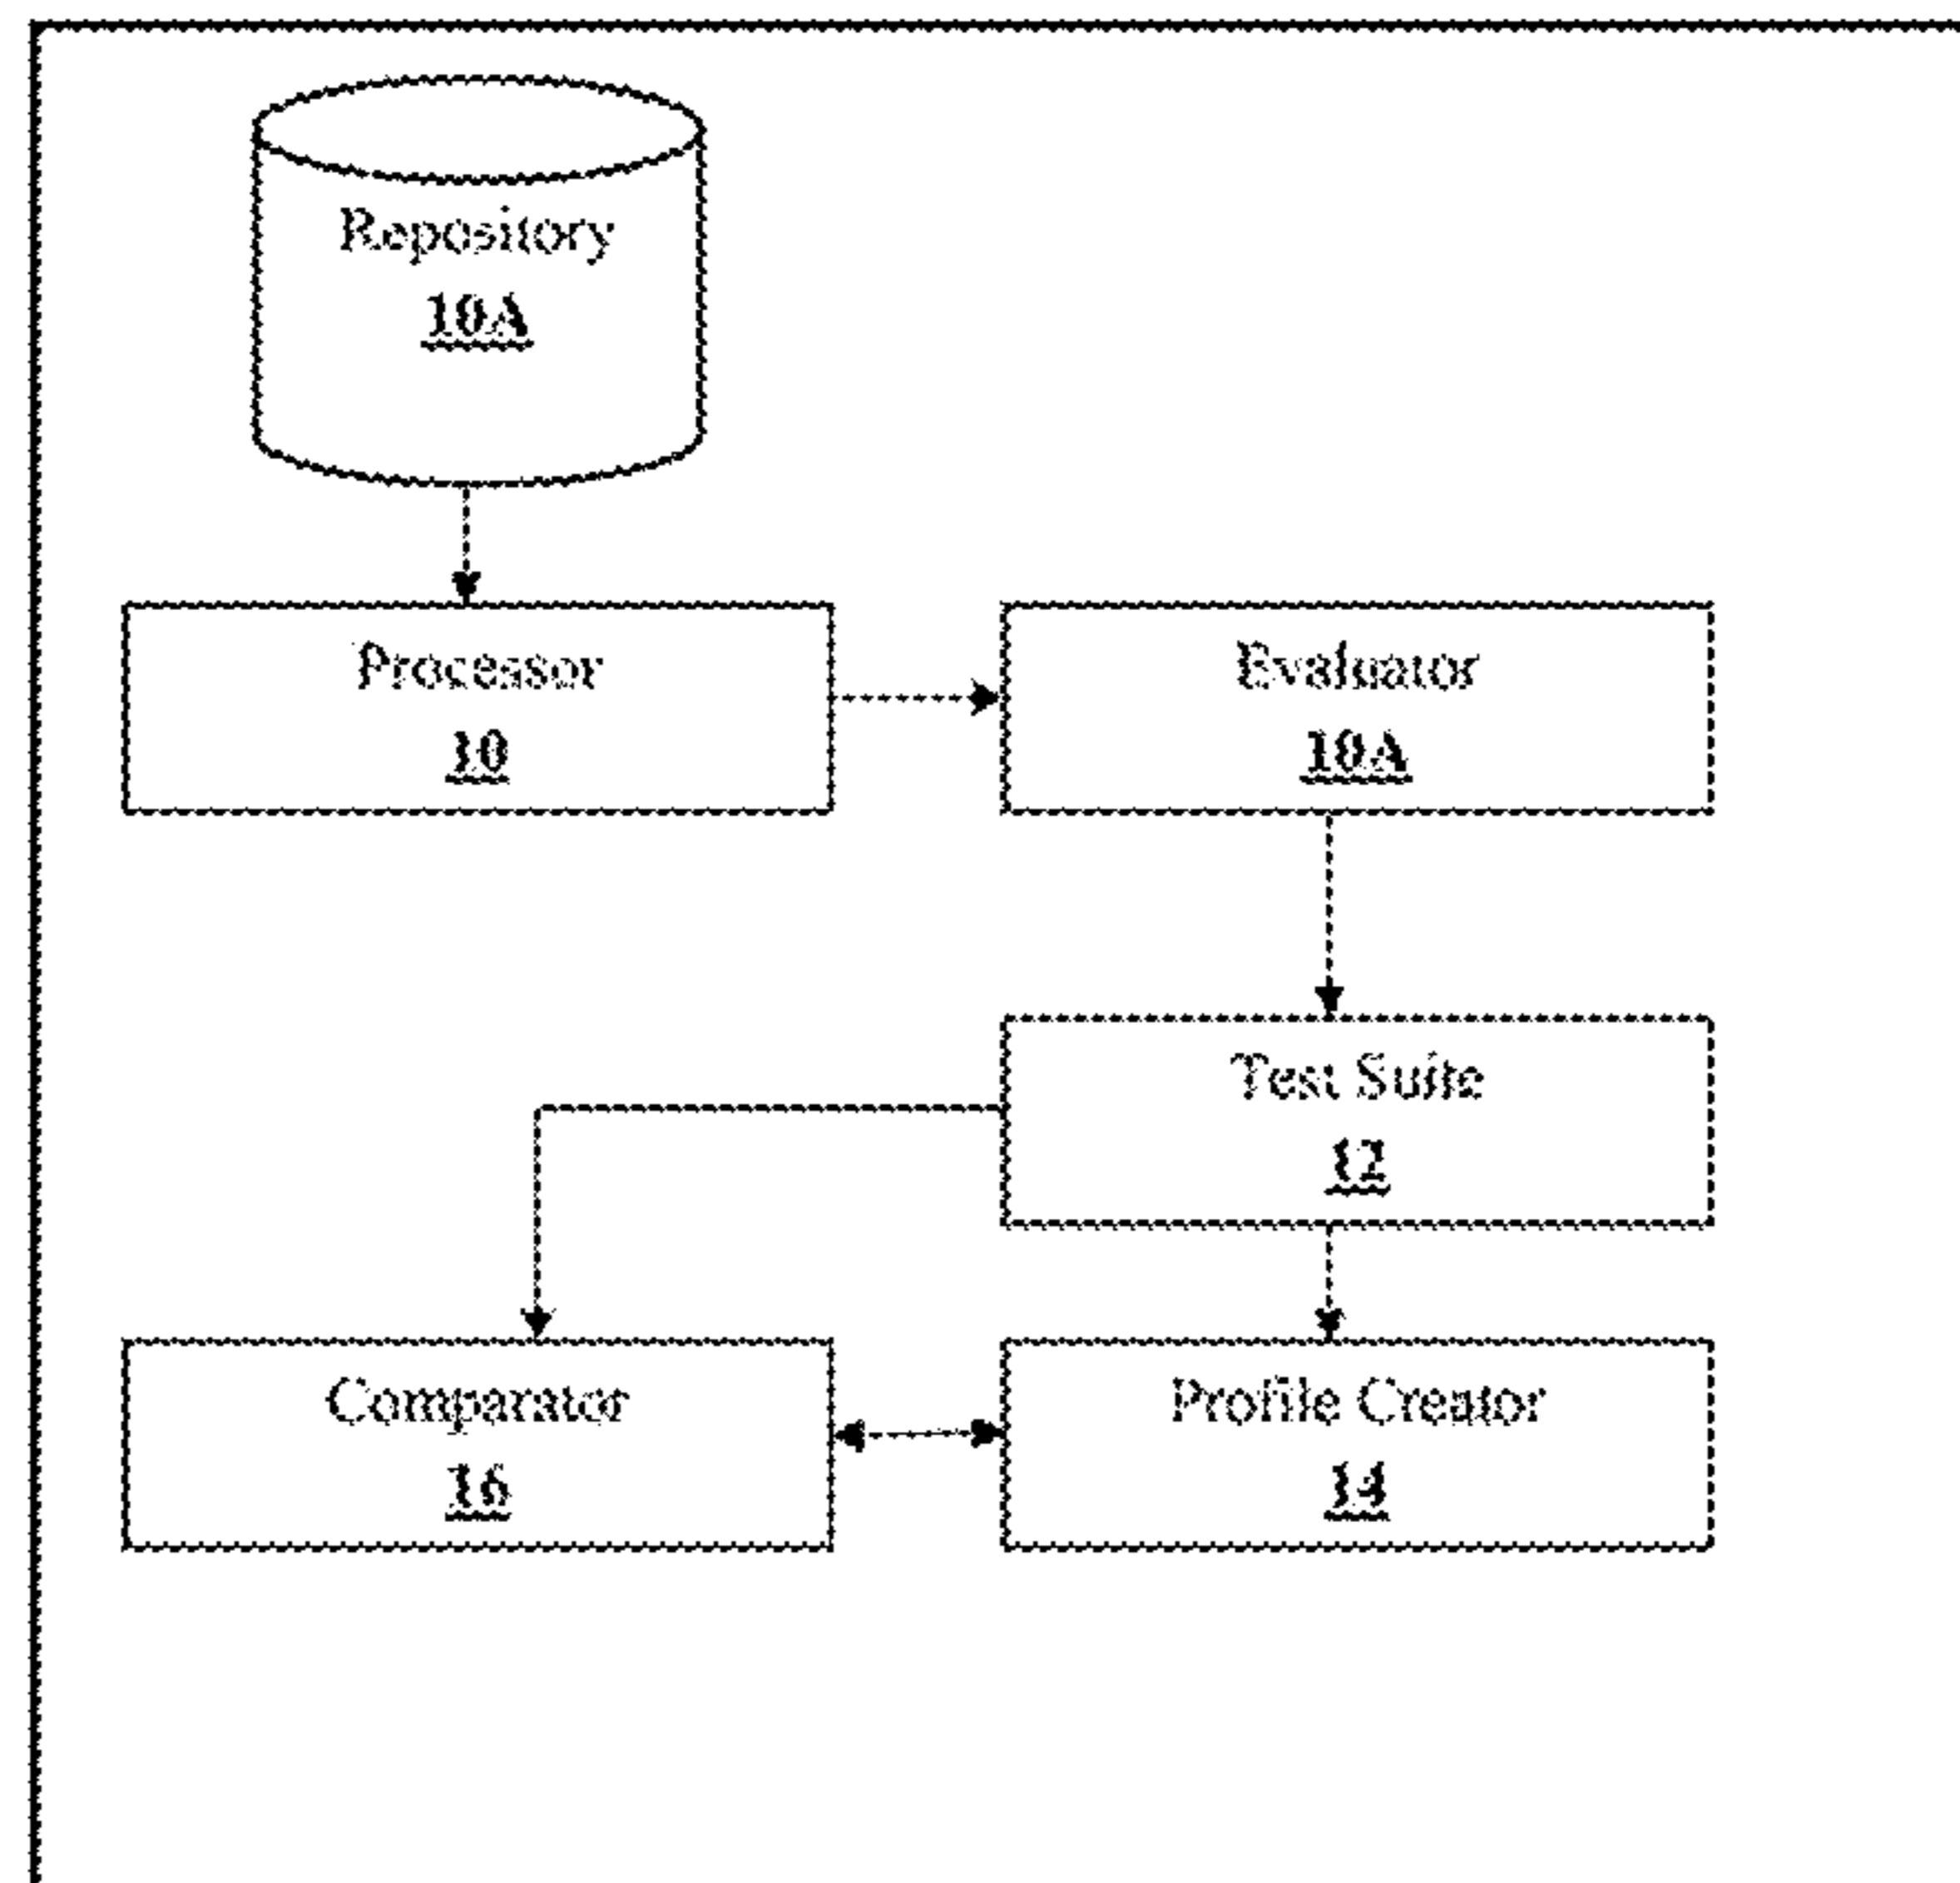 Repository
10A
Processor
10
Evaluator
10A
Test Suite
12
Comparator
16
Profile Creator
14